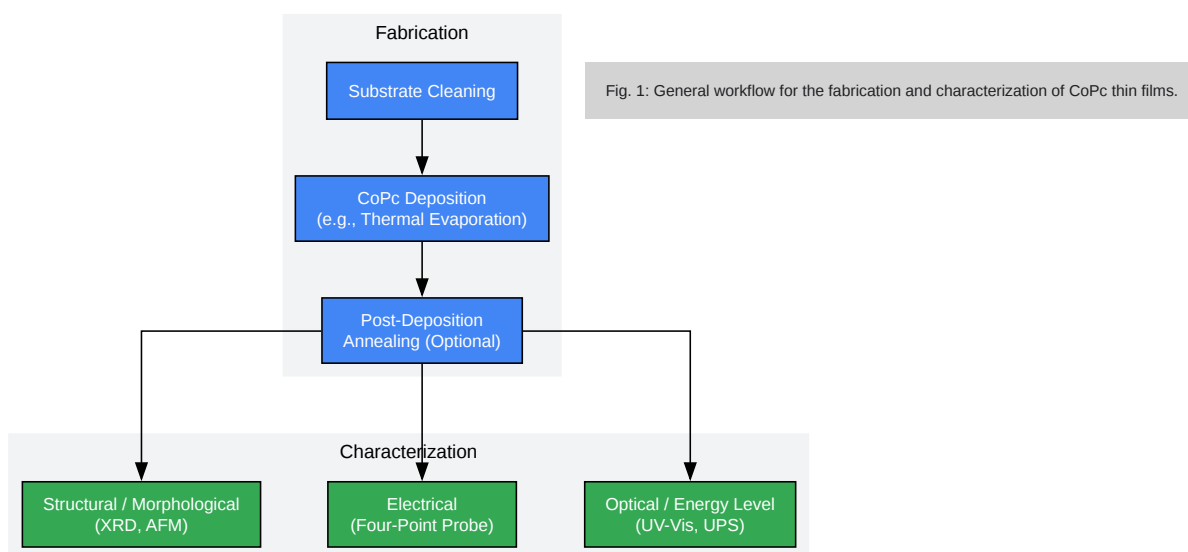 Fabrication
Substrate Cleaning
Fig. 1: General workflow for the fabrication and characterization of CoPc thin films.
CoPc Deposition
(e.g., Thermal Evaporation)
Post-Deposition
Annealing (Optional)
Characterization
Structural / Morphological
(XRD, AFM)
Electrical
(Four-Point Probe)
Optical / Energy Level
(UV-Vis, UPS)